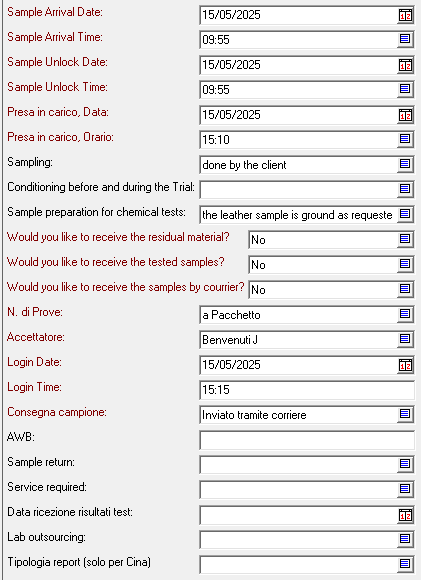 Sample Arrival Date: 15/05/2025
Sample Arrival Time: 09:55
Sample Unlock Date: 15/05/2025
Sample Unlock Time: 09:55
Presa in carico, Data: 15/05/2025
Presa in carico, Orario: 15:10
Sampling: done by the client
Conditioning before and during the Trial:
Sample preparation for chemical tests: the leather sample is ground as requeste
Would you like to receive the residual material? No
Would you like to receive the tested samples? No
Would you like to receive the samples by courrier? No
N. di Prove: a Pacchetto
Accettatore: Benvenuti J
Login Date: 15/05/2025
Login Time: 15:15
Consegna campione: Inviato tramite corriere
AWB:
Sample return:
Service required:
Data ricezione risultati test:
Lab outsourcing:
Tipologia report (solo per Cina)